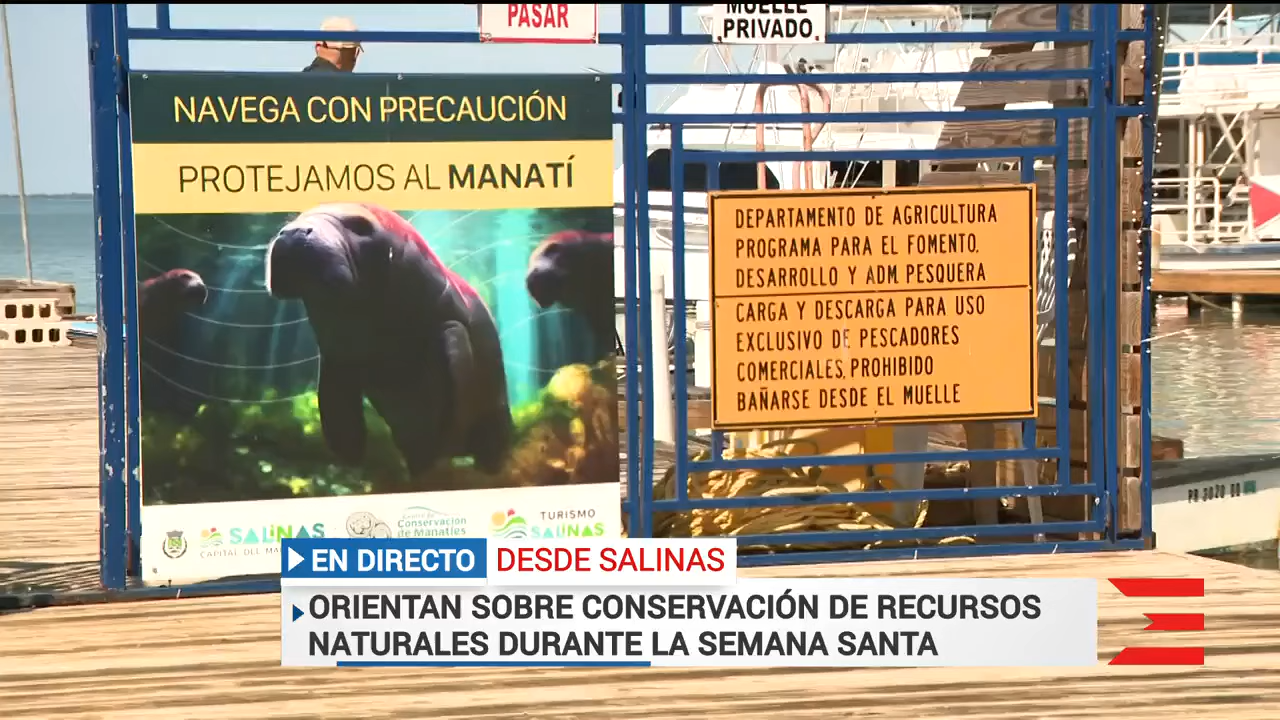 PASAR
MUELLE
PRIVADO
NAVEGA CON PRECAUCIÓN
PROTEJAMOS AL MANATÍ
DEPARTAMENTO DE AGRICULTURA
PROGRAMA PARA EL FOMENTO,
DESARROLLO Y ADM PESQUERA
CARGA Y DESCARGA PARA USO
EXCLUSIVO DE PESCADORES
COMERCIALES, PROHIBIDO
BAÑARSE DESDE EL MUELLE
SALINAS
CAPITAL DEL
Conservación
de Manatíes
TURISMO
SALINAS
EN DIRECTO
DESDE SALINAS
ORIENTAN SOBRE CONSERVACIÓN DE RECURSOS
NATURALES DURANTE LA SEMANA SANTA